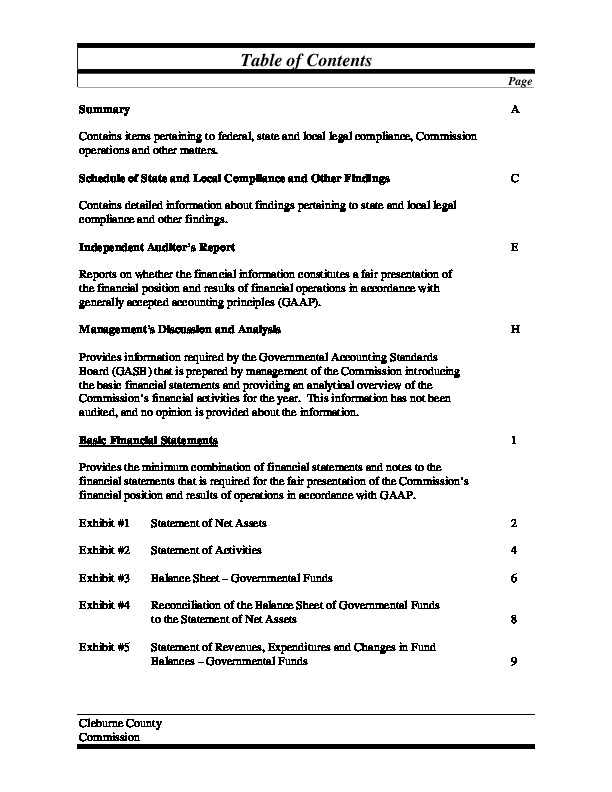 Table of Contents
Page
Summary A
Contains items pertaining to federal, state and local legal compliance, Commission
operations and other matters.
Schedule of State and Local Compliance and Other Findings C
Contains detailed information about findings pertaining to state and local legal
compliance and other findings.
Independent Auditor's Report E
Reports on whether the financial information constitutes a fair presentation of
the financial position and results of financial operations in accordance with
generally accepted accounting principles (GAAP).
Management's Discussion and Analysis H
Provides information required by the Governmental Accounting Standards
Board (GASB) that is prepared by management of the Commission introducing
the basic financial statements and providing an analytical overview of the
Commission's financial activities for the year.  This information has not been
audited, and no opinion is provided about the information.
Basic Financial Statements 1
Provides the minimum combination of financial statements and notes to the
financial statements that is required for the fair presentation of the Commission's
financial position and results of operations in accordance with GAAP.
Exhibit #1 Statement of Net Assets 2
Exhibit #2 Statement of Activities 4
Exhibit #3 Balance Sheet – Governmental Funds 6
Exhibit #4 Reconciliation of the Balance Sheet of Governmental Funds
to the Statement of Net Assets 8
Exhibit #5 Statement of Revenues, Expenditures and Changes in Fund
Balances – Governmental Funds 9
Cleburne County
Commission